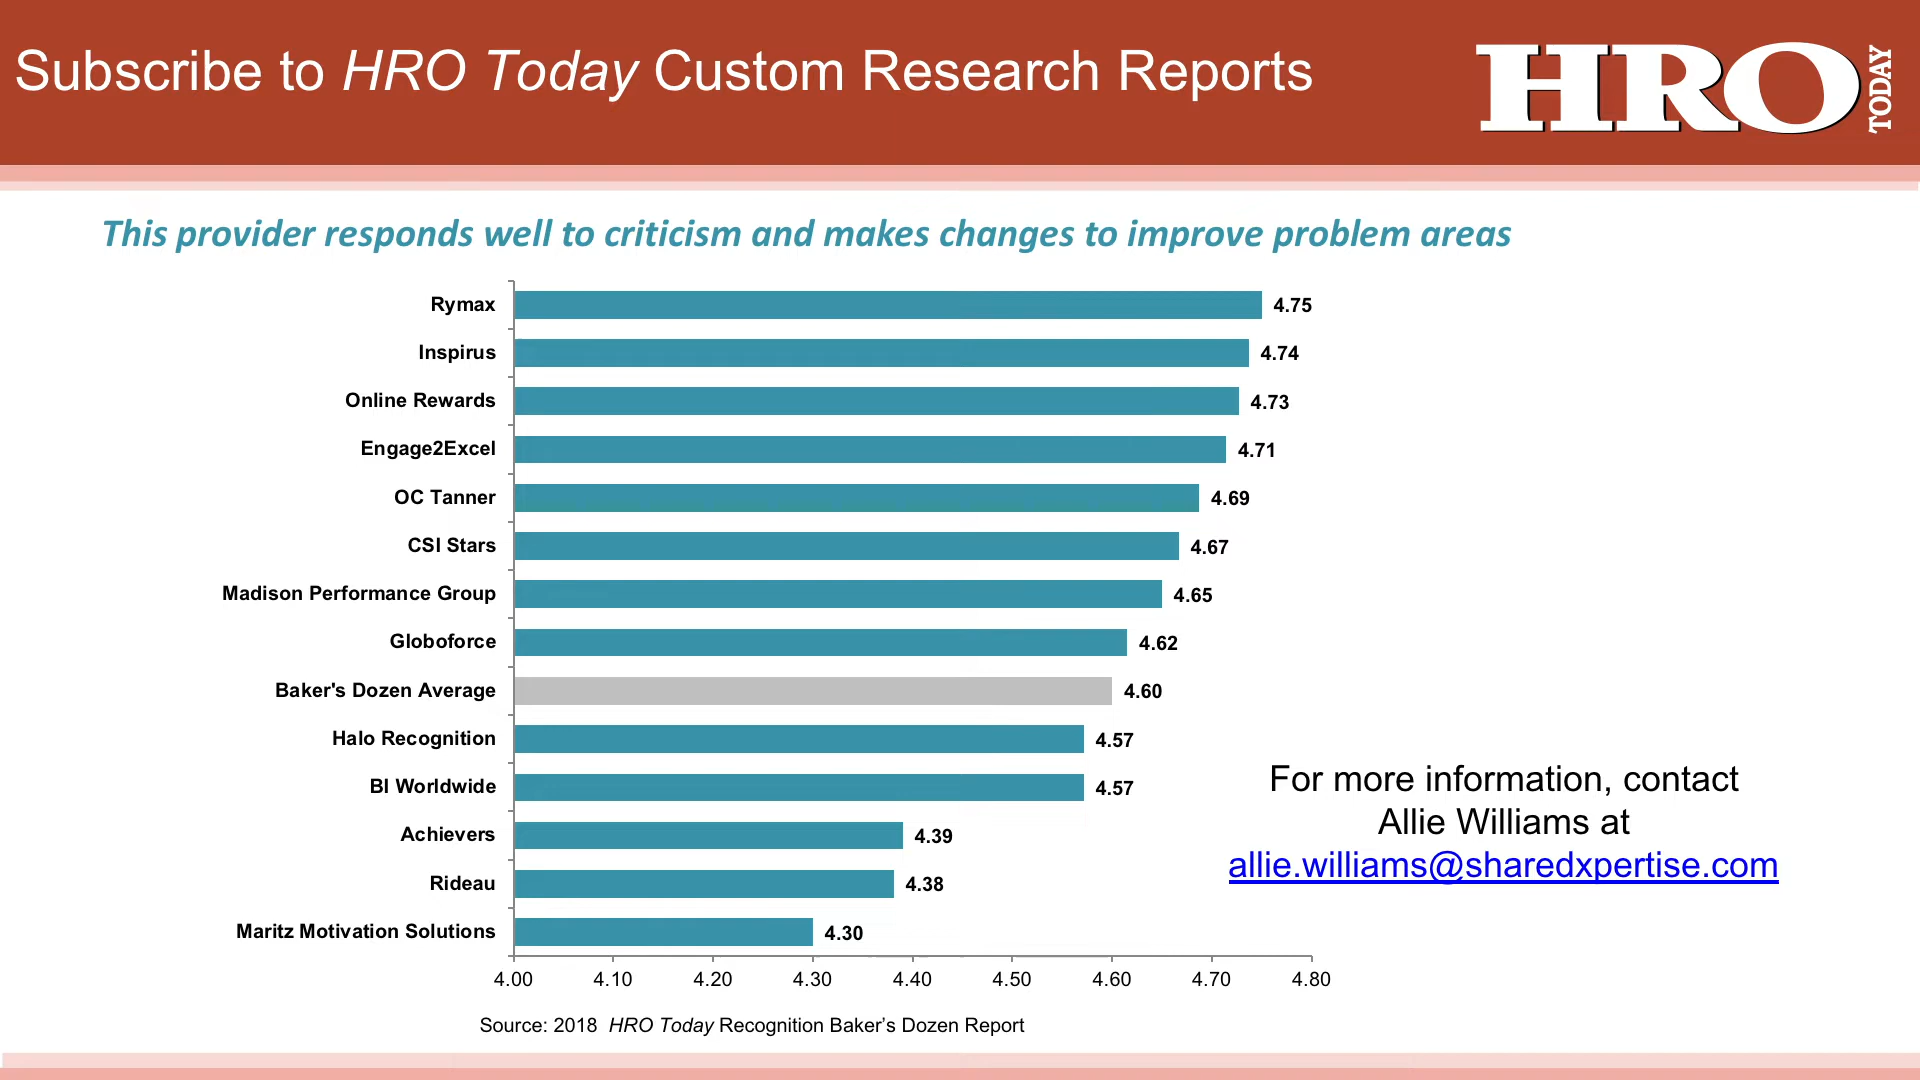 Subscribe to HRO Today Custom Research Reports
HRO TODAY
This provider responds well to criticism and makes changes to improve problem areas
Rymax 4.75
Inspirus 4.74
Online Rewards 4.73
Engage2Excel 4.71
OC Tanner 4.69
CSI Stars 4.67
Madison Performance Group 4.65
Globoforce 4.62
Baker's Dozen Average 4.60
Halo Recognition 4.57
BI Worldwide 4.57
Achievers 4.39
Rideau 4.38
Maritz Motivation Solutions 4.30
4.00 4.10 4.20 4.30 4.40 4.50 4.60 4.70 4.80
For more information, contact
Allie Williams at
allie.williams@sharedxpertise.com
Source: 2018 HRO Today Recognition Baker’s Dozen Report